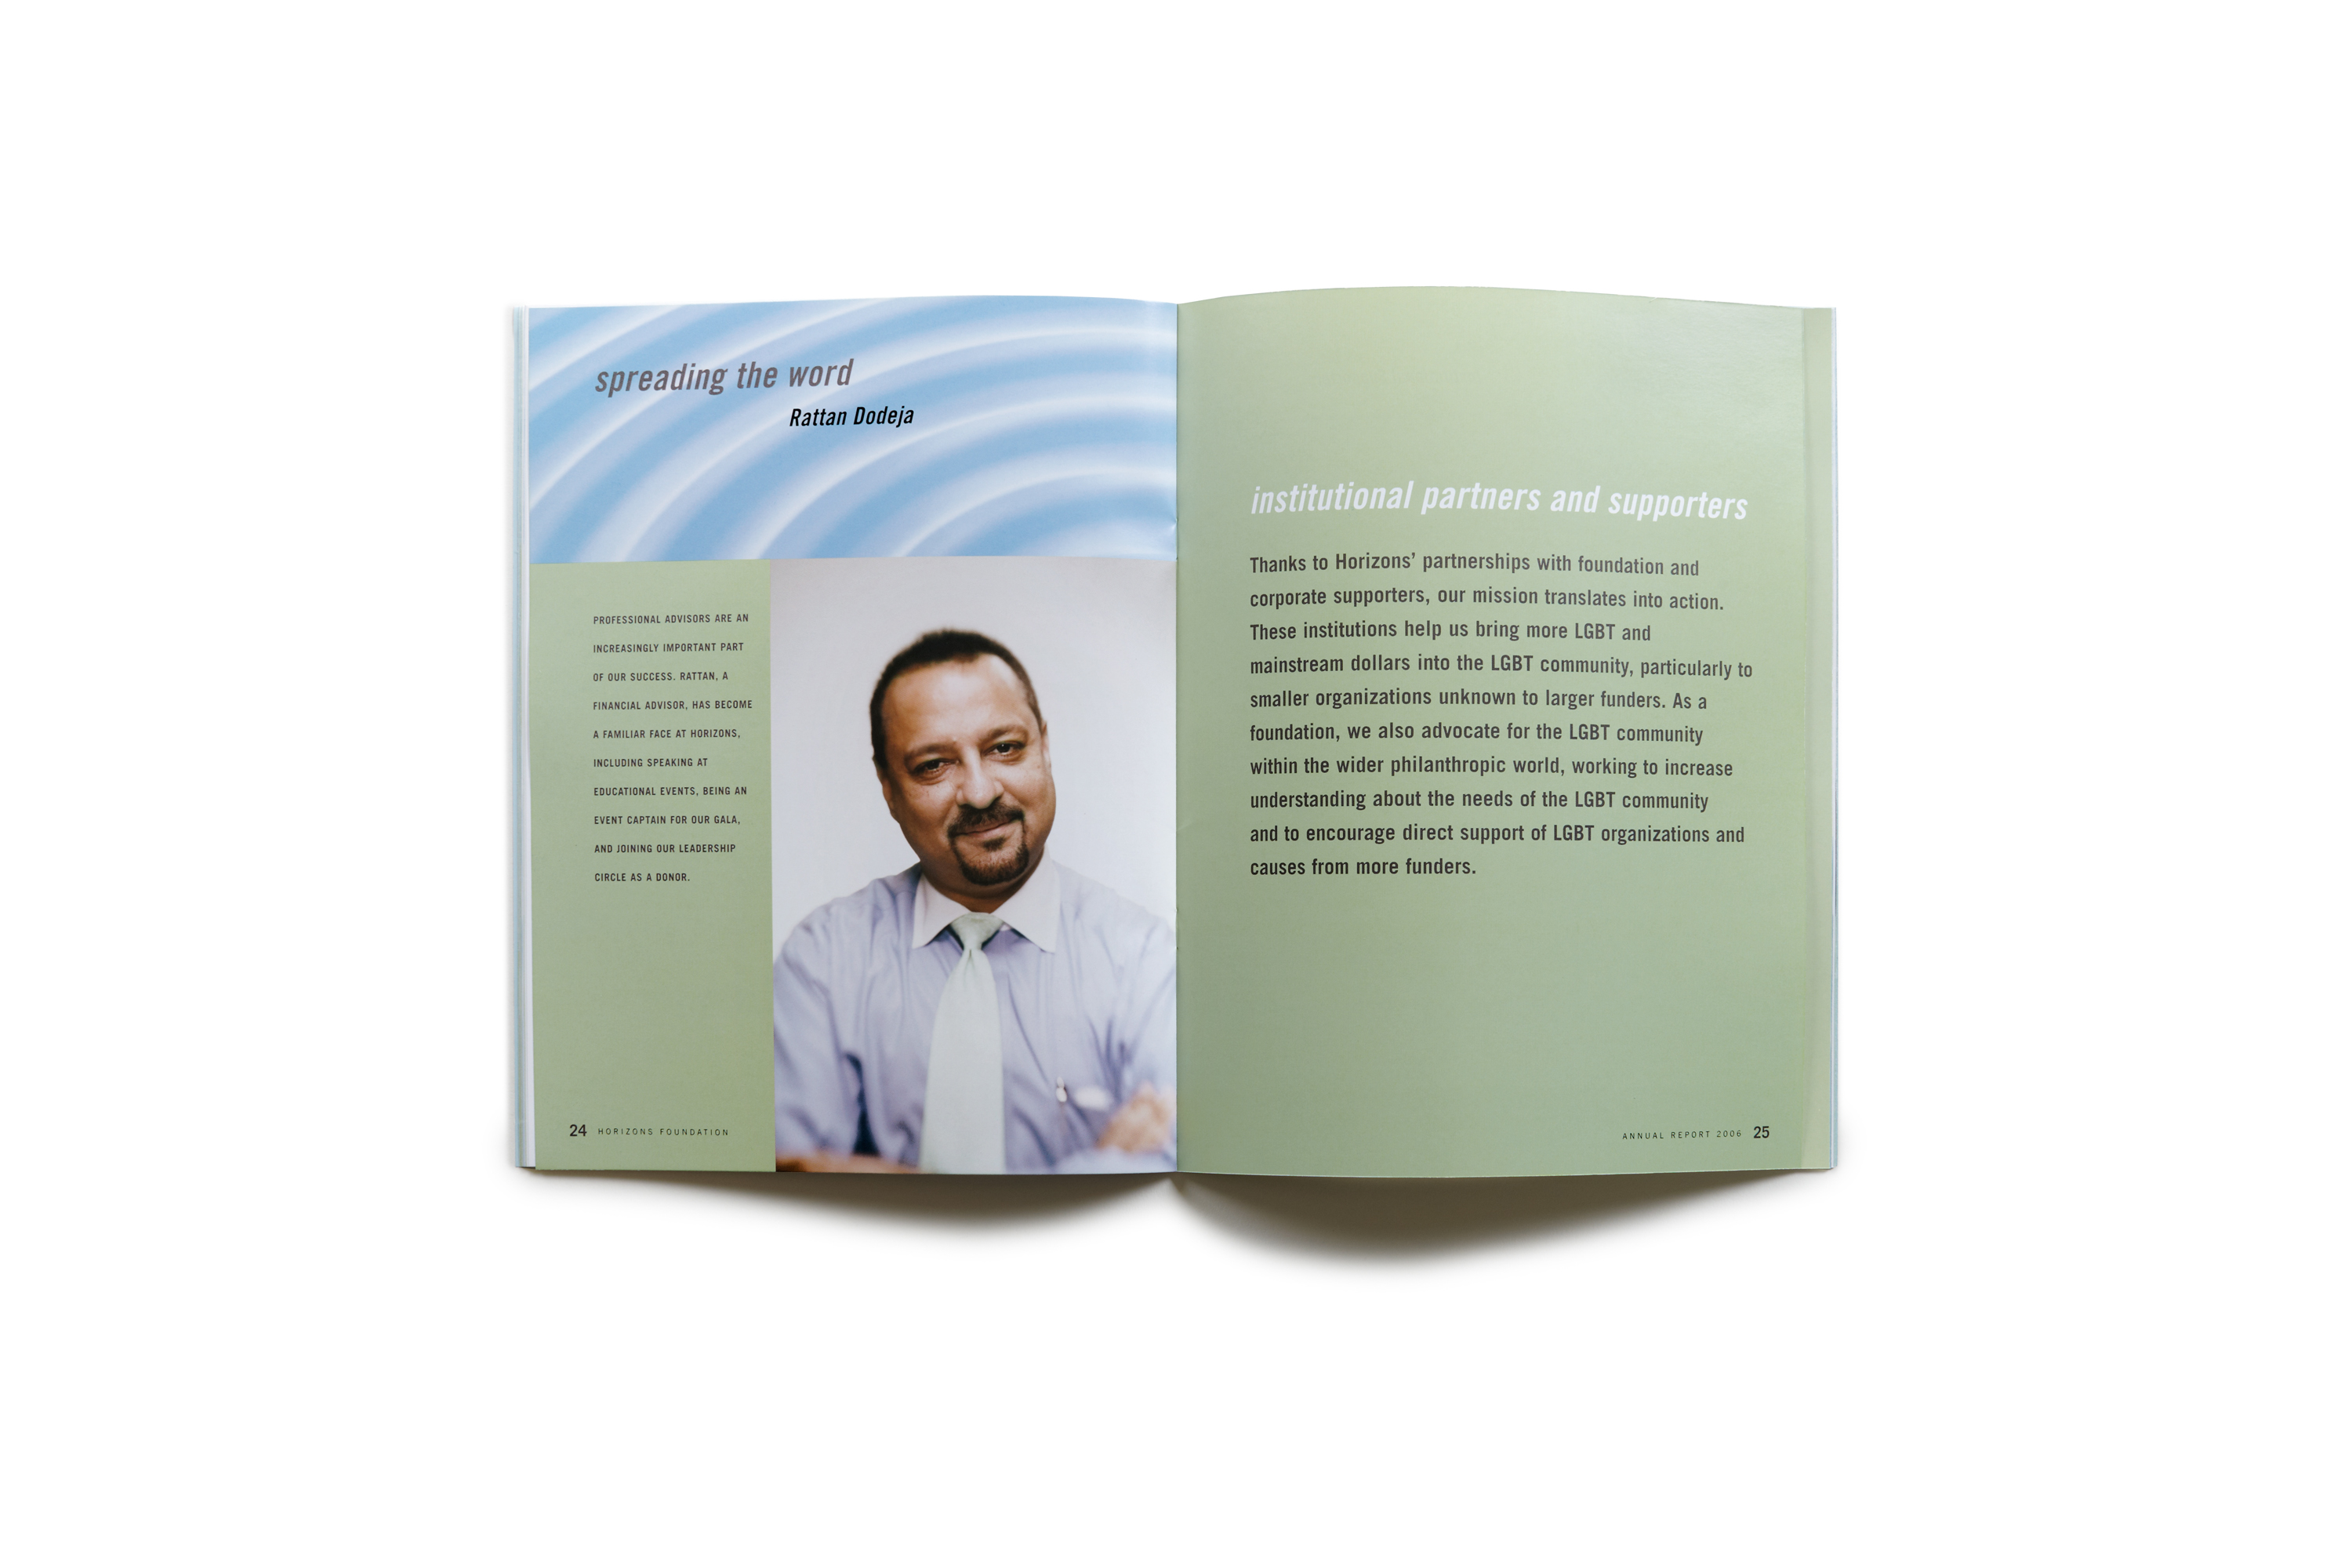 spreading the word
Rattan Dodeja
PROFESSIONAL ADVISORS ARE AN
INCREASINGLY IMPORTANT PART
OF OUR SUCCESS. RATTAN, A
FINANCIAL ADVISOR, HAS BECOME
A FAMILIAR FACE AT HORIZONS,
INCLUDING SPEAKING AT
EDUCATIONAL EVENTS, BEING AN
EVENT CAPTAIN FOR OUR GALA,
AND JOINING OUR LEADERSHIP
CIRCLE AS A DONOR.
24 HORIZONS FOUNDATION
institutional partners and supporters
Thanks to Horizons’ partnerships with foundation and
corporate supporters, our mission translates into action.
These institutions help us bring more LGBT and
mainstream dollars into the LGBT community, particularly to
smaller organizations unknown to larger funders. As a
foundation, we also advocate for the LGBT community
within the wider philanthropic world, working to increase
understanding about the needs of the LGBT community
and to encourage direct support of LGBT organizations and
causes from more funders.
ANNUAL REPORT 2006 25